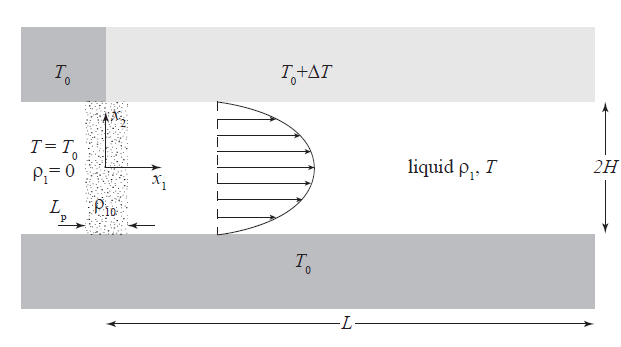 T₀
T₀+ΔT
x₂
T = T₀
ρ₁= 0
x₁
liquid ρ₁, T
2H
Lₚ
ρ₁₀
T₀
L